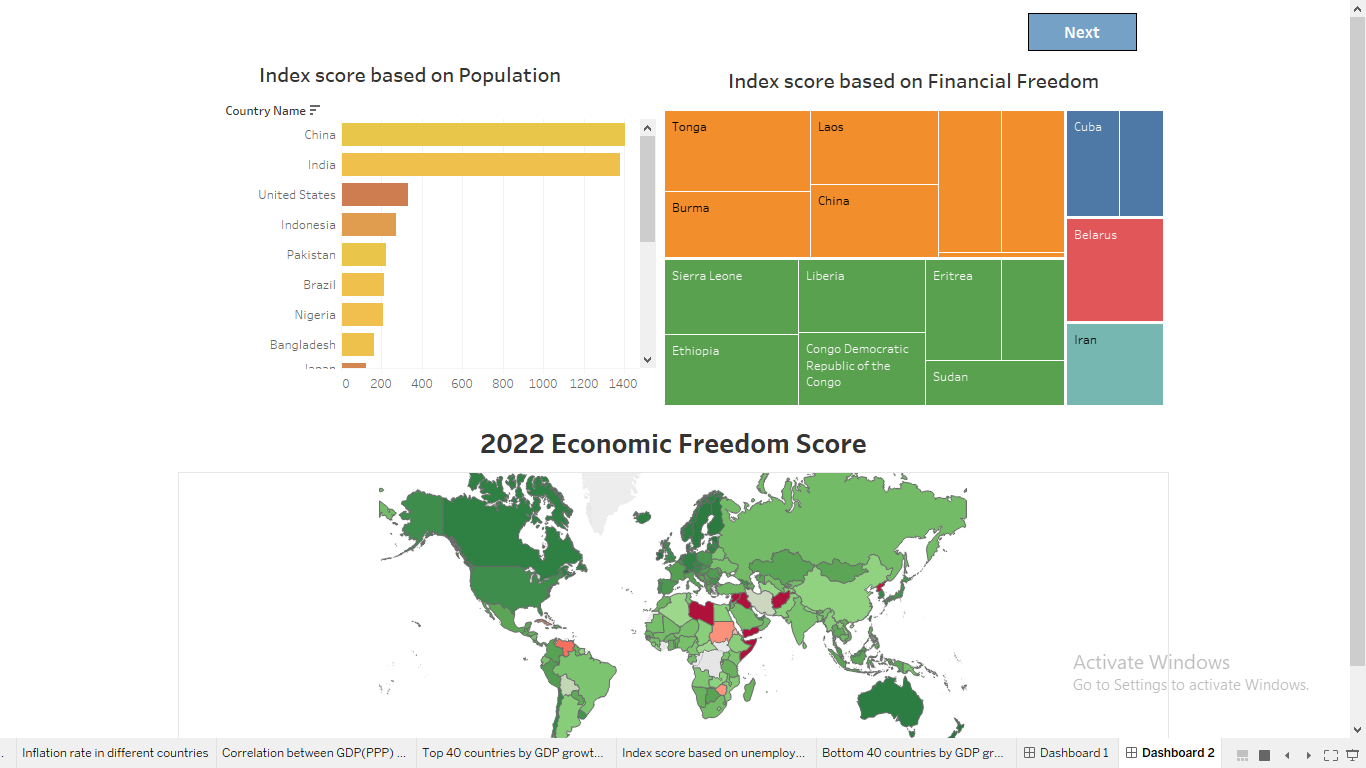 Next
Index score based on Population
Country Name
China
India
United States
Indonesia
Pakistan
Brazil
Nigeria
Bangladesh
Japan
0 200 400 600 800 1000 1200 1400
Index score based on Financial Freedom
Tonga
Laos
Cuba
Burma
China
Belarus
Sierra Leone
Liberia
Eritrea
Ethiopia
Congo Democratic
Republic of the
Congo
Sudan
Iran
2022 Economic Freedom Score
Activate Windows
Go to Settings to activate Windows.
Inflation rate in different countries
Correlation between GDP(PPP) ...
Top 40 countries by GDP growt...
Index score based on unemploy...
Bottom 40 countries by GDP gr...
Dashboard 1
Dashboard 2